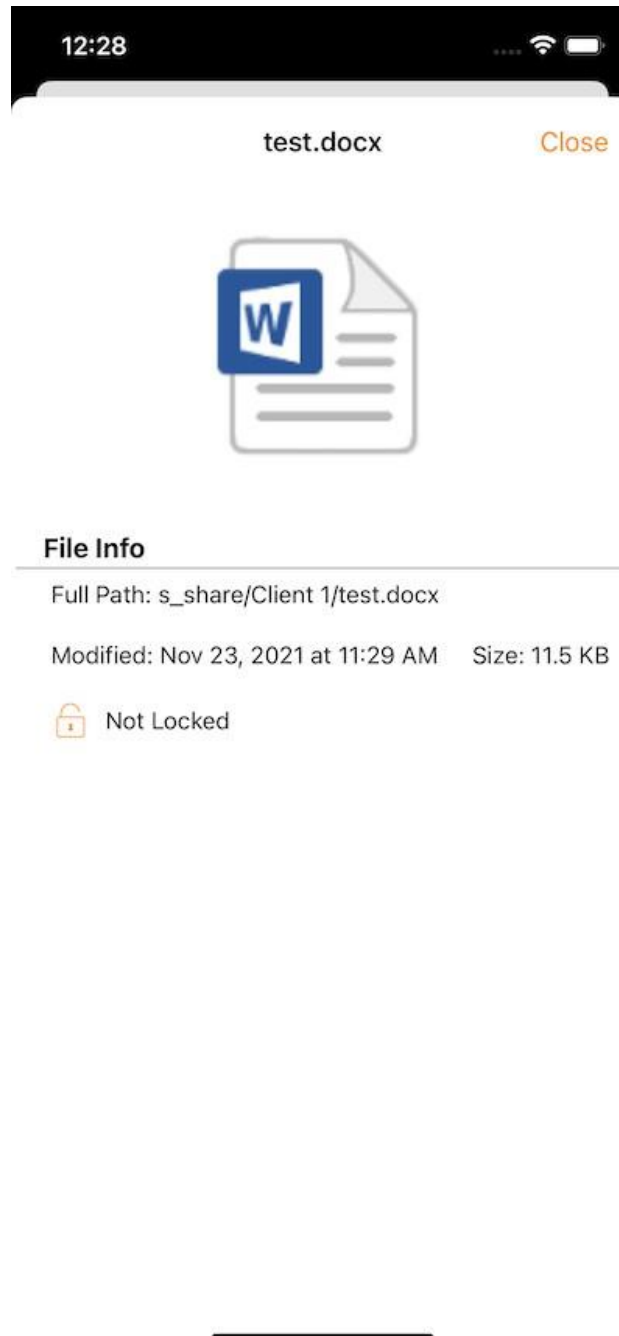 12:28
test.docx Close
W
File Info
Full Path: s_share/Client 1/test.docx
Modified: Nov 23, 2021 at 11:29 AM Size: 11.5 KB
Not Locked